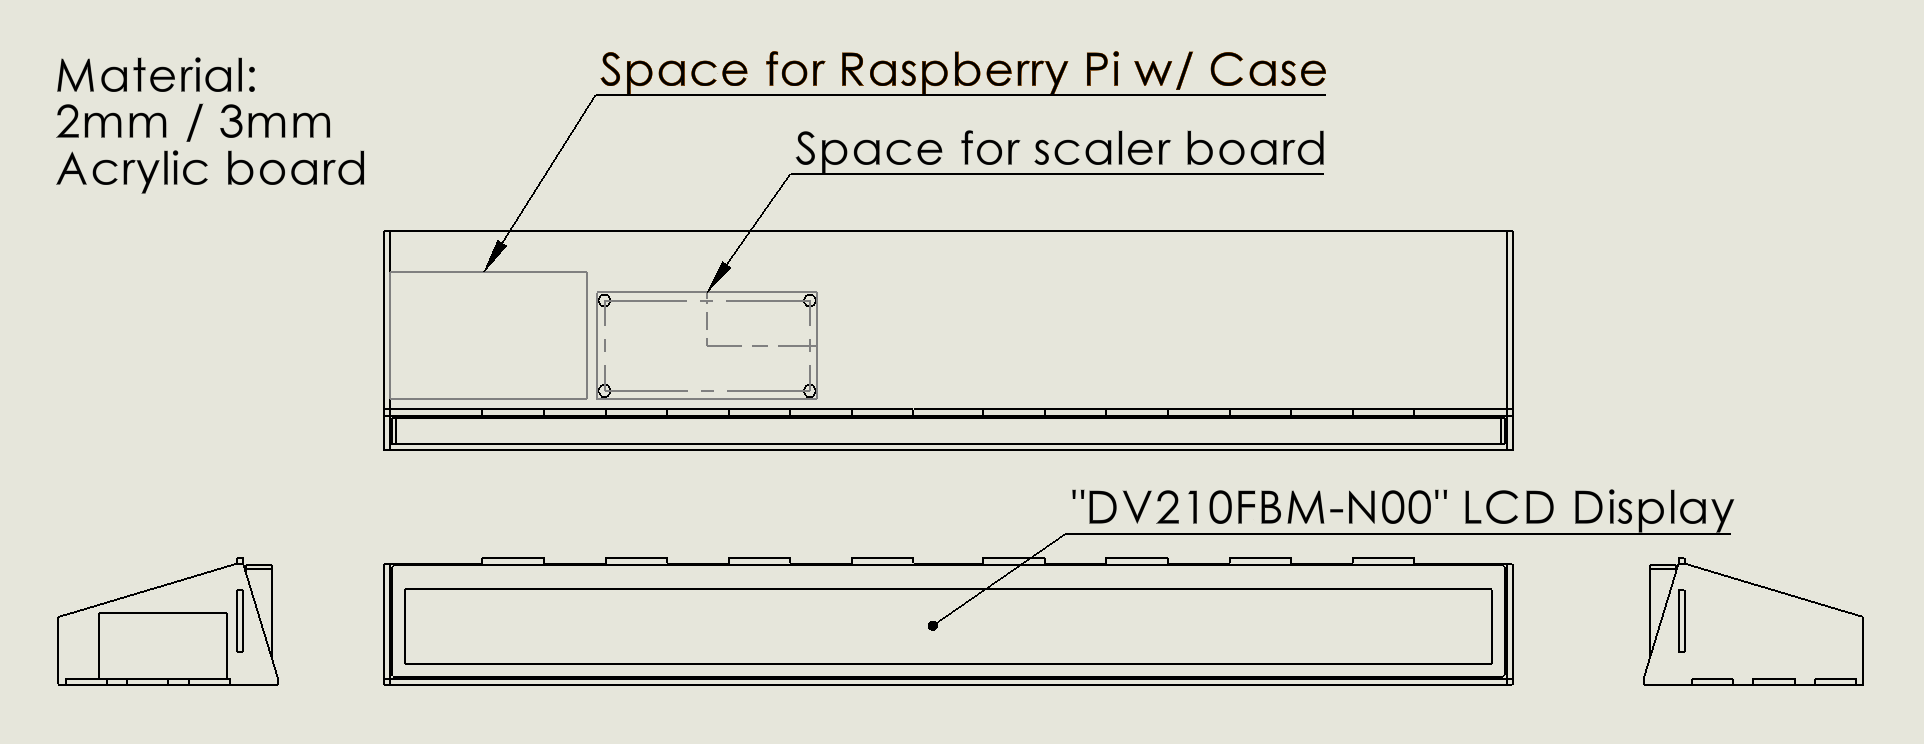 Material:
2mm / 3mm
Acrylic board
Space for Raspberry Pi w/ Case
Space for scaler board
"DV210FBM-N00" LCD Display